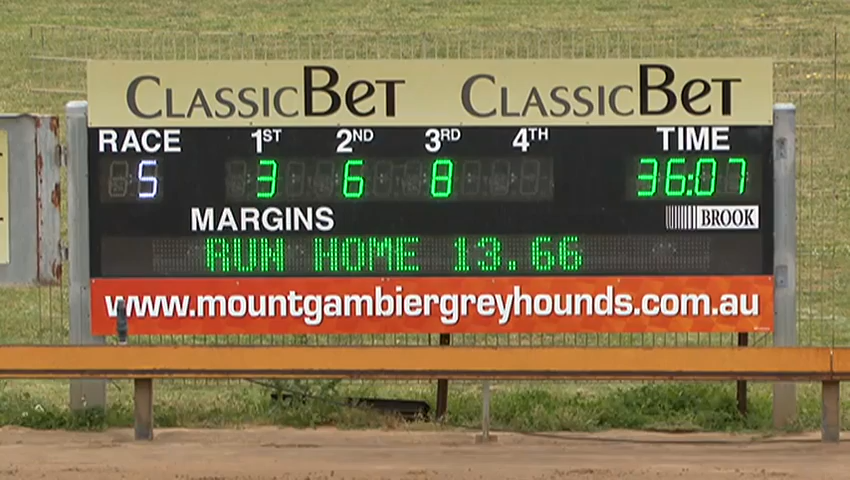 CLASSICBET CLASSICBET
RACE 1ST 2ND 3RD 4TH TIME
5 3 6 8 36:07
MARGINS BROOK
RUN HOME 13.66
www.mountgambiergreyhounds.com.au